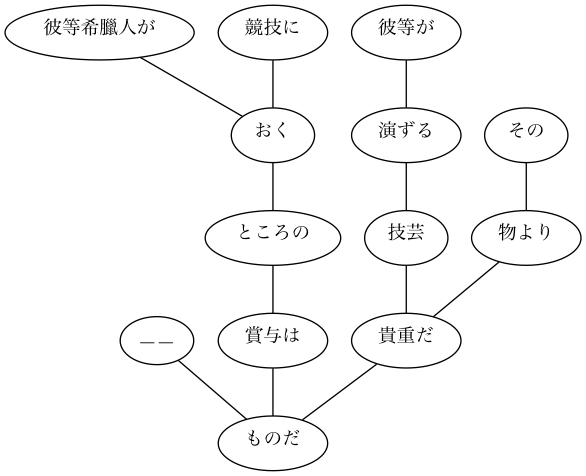 彼等希臘人が 競技に 彼等が
おく 演ずる その
ところの 技芸 物より
—— 賞与は 貴重だ
ものだ